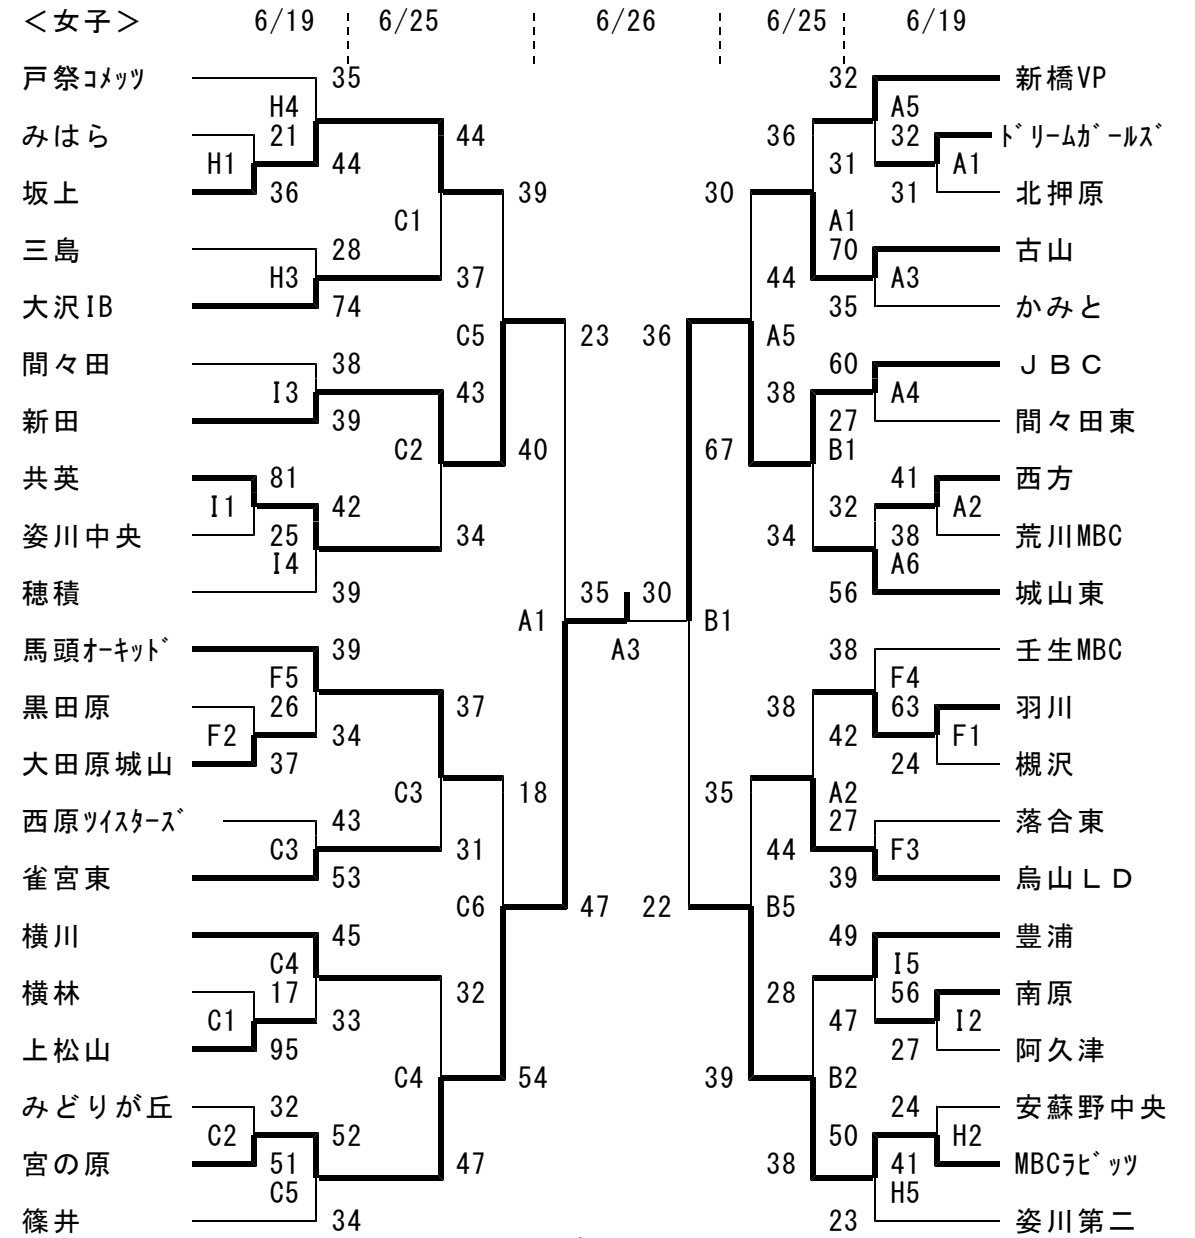 ＜女子＞ 6/19 6/25 6/26 6/25 6/19
戸祭ｺﾒｯﾂ 35 32 新橋VP
H4 A5
みはら 21 44 36 32 ﾄﾞﾘｰﾑｶﾞｰﾙｽﾞ
H1 44 31 A1
坂上 36 39 30 31 北押原
C1 A1
三島 28 70 古山
H3 37 44 A3
大沢IB 74 35 かみと
C5 23 36 A5
間々田 38 60 ＪＢＣ
I3 43 38 A4
新田 39 27 間々田東
C2 40 67 B1
共英 81 41 西方
I1 42 32 A2
姿川中央 25 34 34 38 荒川MBC
I4 A6
穂積 39 35 30 56 城山東
A1 B1
馬頭ｵｰｷｯﾄﾞ 39 A3 38 壬生MBC
F5 F4
黒田原 26 37 38 63 羽川
F2 34 42 F1
大田原城山 37 24 槻沢
C3 18 35 A2
西原ﾂｲｽﾀｰｽﾞ 43 27 落合東
C3 31 44 F3
雀宮東 53 39 烏山ＬＤ
C6 47 22 B5
横川 45 49 豊浦
C4 I5
横林 17 32 28 56 南原
C1 33 47 I2
上松山 95 27 阿久津
C4 54 39 B2
みどりが丘 32 24 安蘇野中央
C2 52 50 H2
宮の原 51 47 38 41 MBCﾗﾋﾞｯﾂ
C5 H5
篠井 34 23 姿川第二